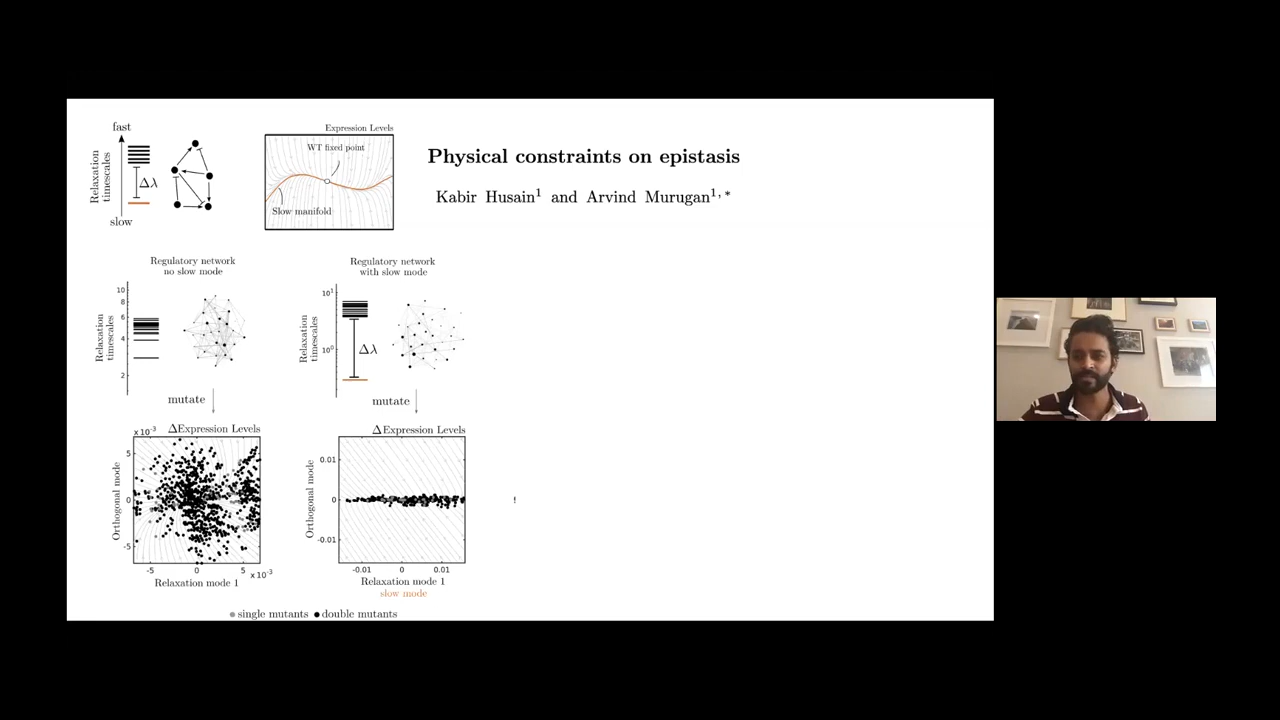 fast
Relaxation
timescales
Δλ
slow
Expression Levels
WT fixed point
Slow manifold
Physical constraints on epistasis
Kabir Husain¹ and Arvind Murugan¹,*
Regulatory network
no slow mode
Relaxation
timescales
10
8
6
4
2
mutate
Regulatory network
with slow mode
Relaxation
timescales
10¹
10⁰
Δλ
mutate
ΔExpression Levels
x10⁻³
Orthogonal mode
5
0
-5
-5
0
5
x10⁻³
Relaxation mode 1
ΔExpression Levels
Orthogonal mode
0.01
0
-0.01
-0.01
0
0.01
Relaxation mode 1
slow mode
!
single mutants
double mutants